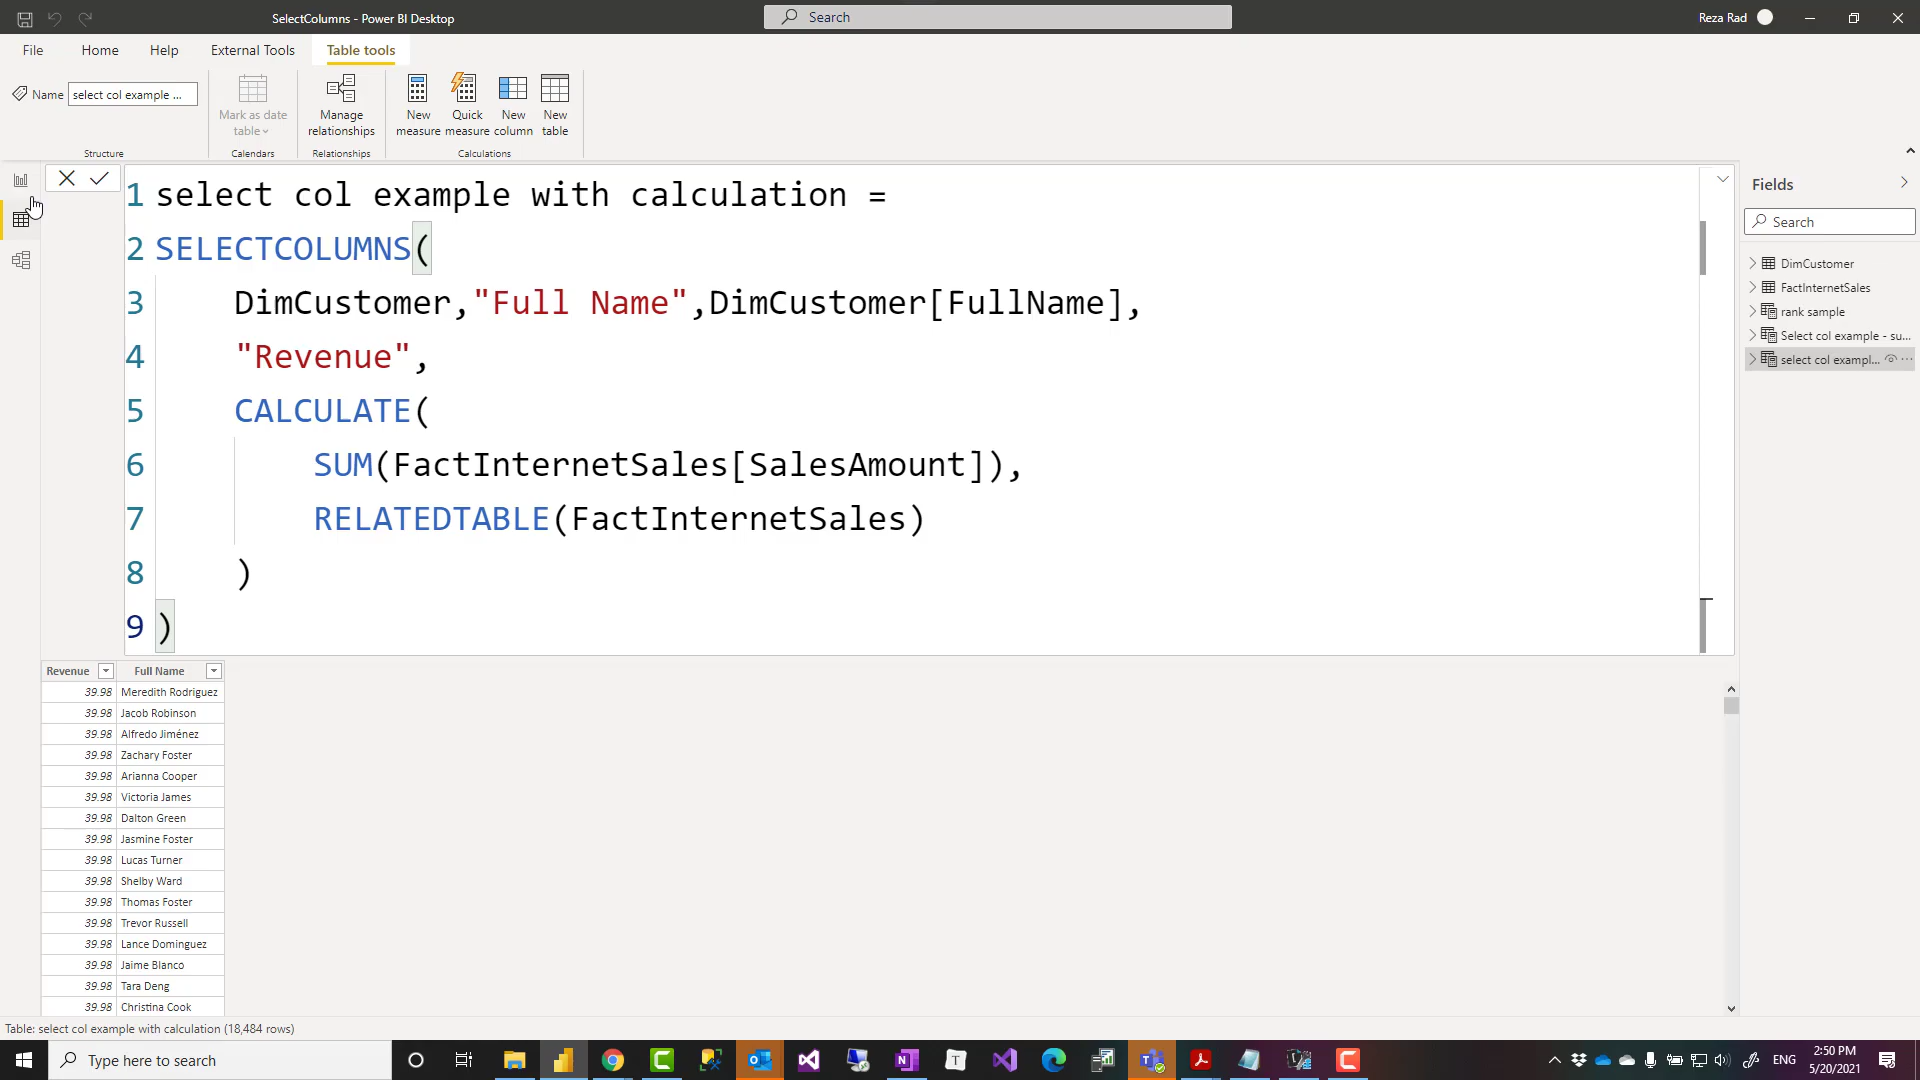 SelectColumns - Power BI Desktop
Search
Reza Rad
File Home Help External Tools Table tools
Name select col example ...
Mark as date table
Manage relationships
New measure
Quick measure
New column
New table
Structure Calendars Relationships Calculations
1 select col example with calculation =
2 SELECTCOLUMNS(
3 DimCustomer,"Full Name",DimCustomer[FullName],
4 "Revenue",
5 CALCULATE(
6 SUM(FactInternetSales[SalesAmount]),
7 RELATEDTABLE(FactInternetSales)
8 )
9 )
Fields
Search
DimCustomer
FactInternetSales
rank sample
Select col example - su...
select col exampl... ...
Revenue Full Name
39.98 Meredith Rodriguez
39.98 Jacob Robinson
39.98 Alfredo Jiménez
39.98 Zachary Foster
39.98 Arianna Cooper
39.98 Victoria James
39.98 Dalton Green
39.98 Jasmine Foster
39.98 Lucas Turner
39.98 Shelby Ward
39.98 Thomas Foster
39.98 Trevor Russell
39.98 Lance Dominguez
39.98 Jaime Blanco
39.98 Tara Deng
39.98 Christina Cook
Table: select col example with calculation (18,484 rows)
Type here to search
ENG
2:50 PM
5/20/2021